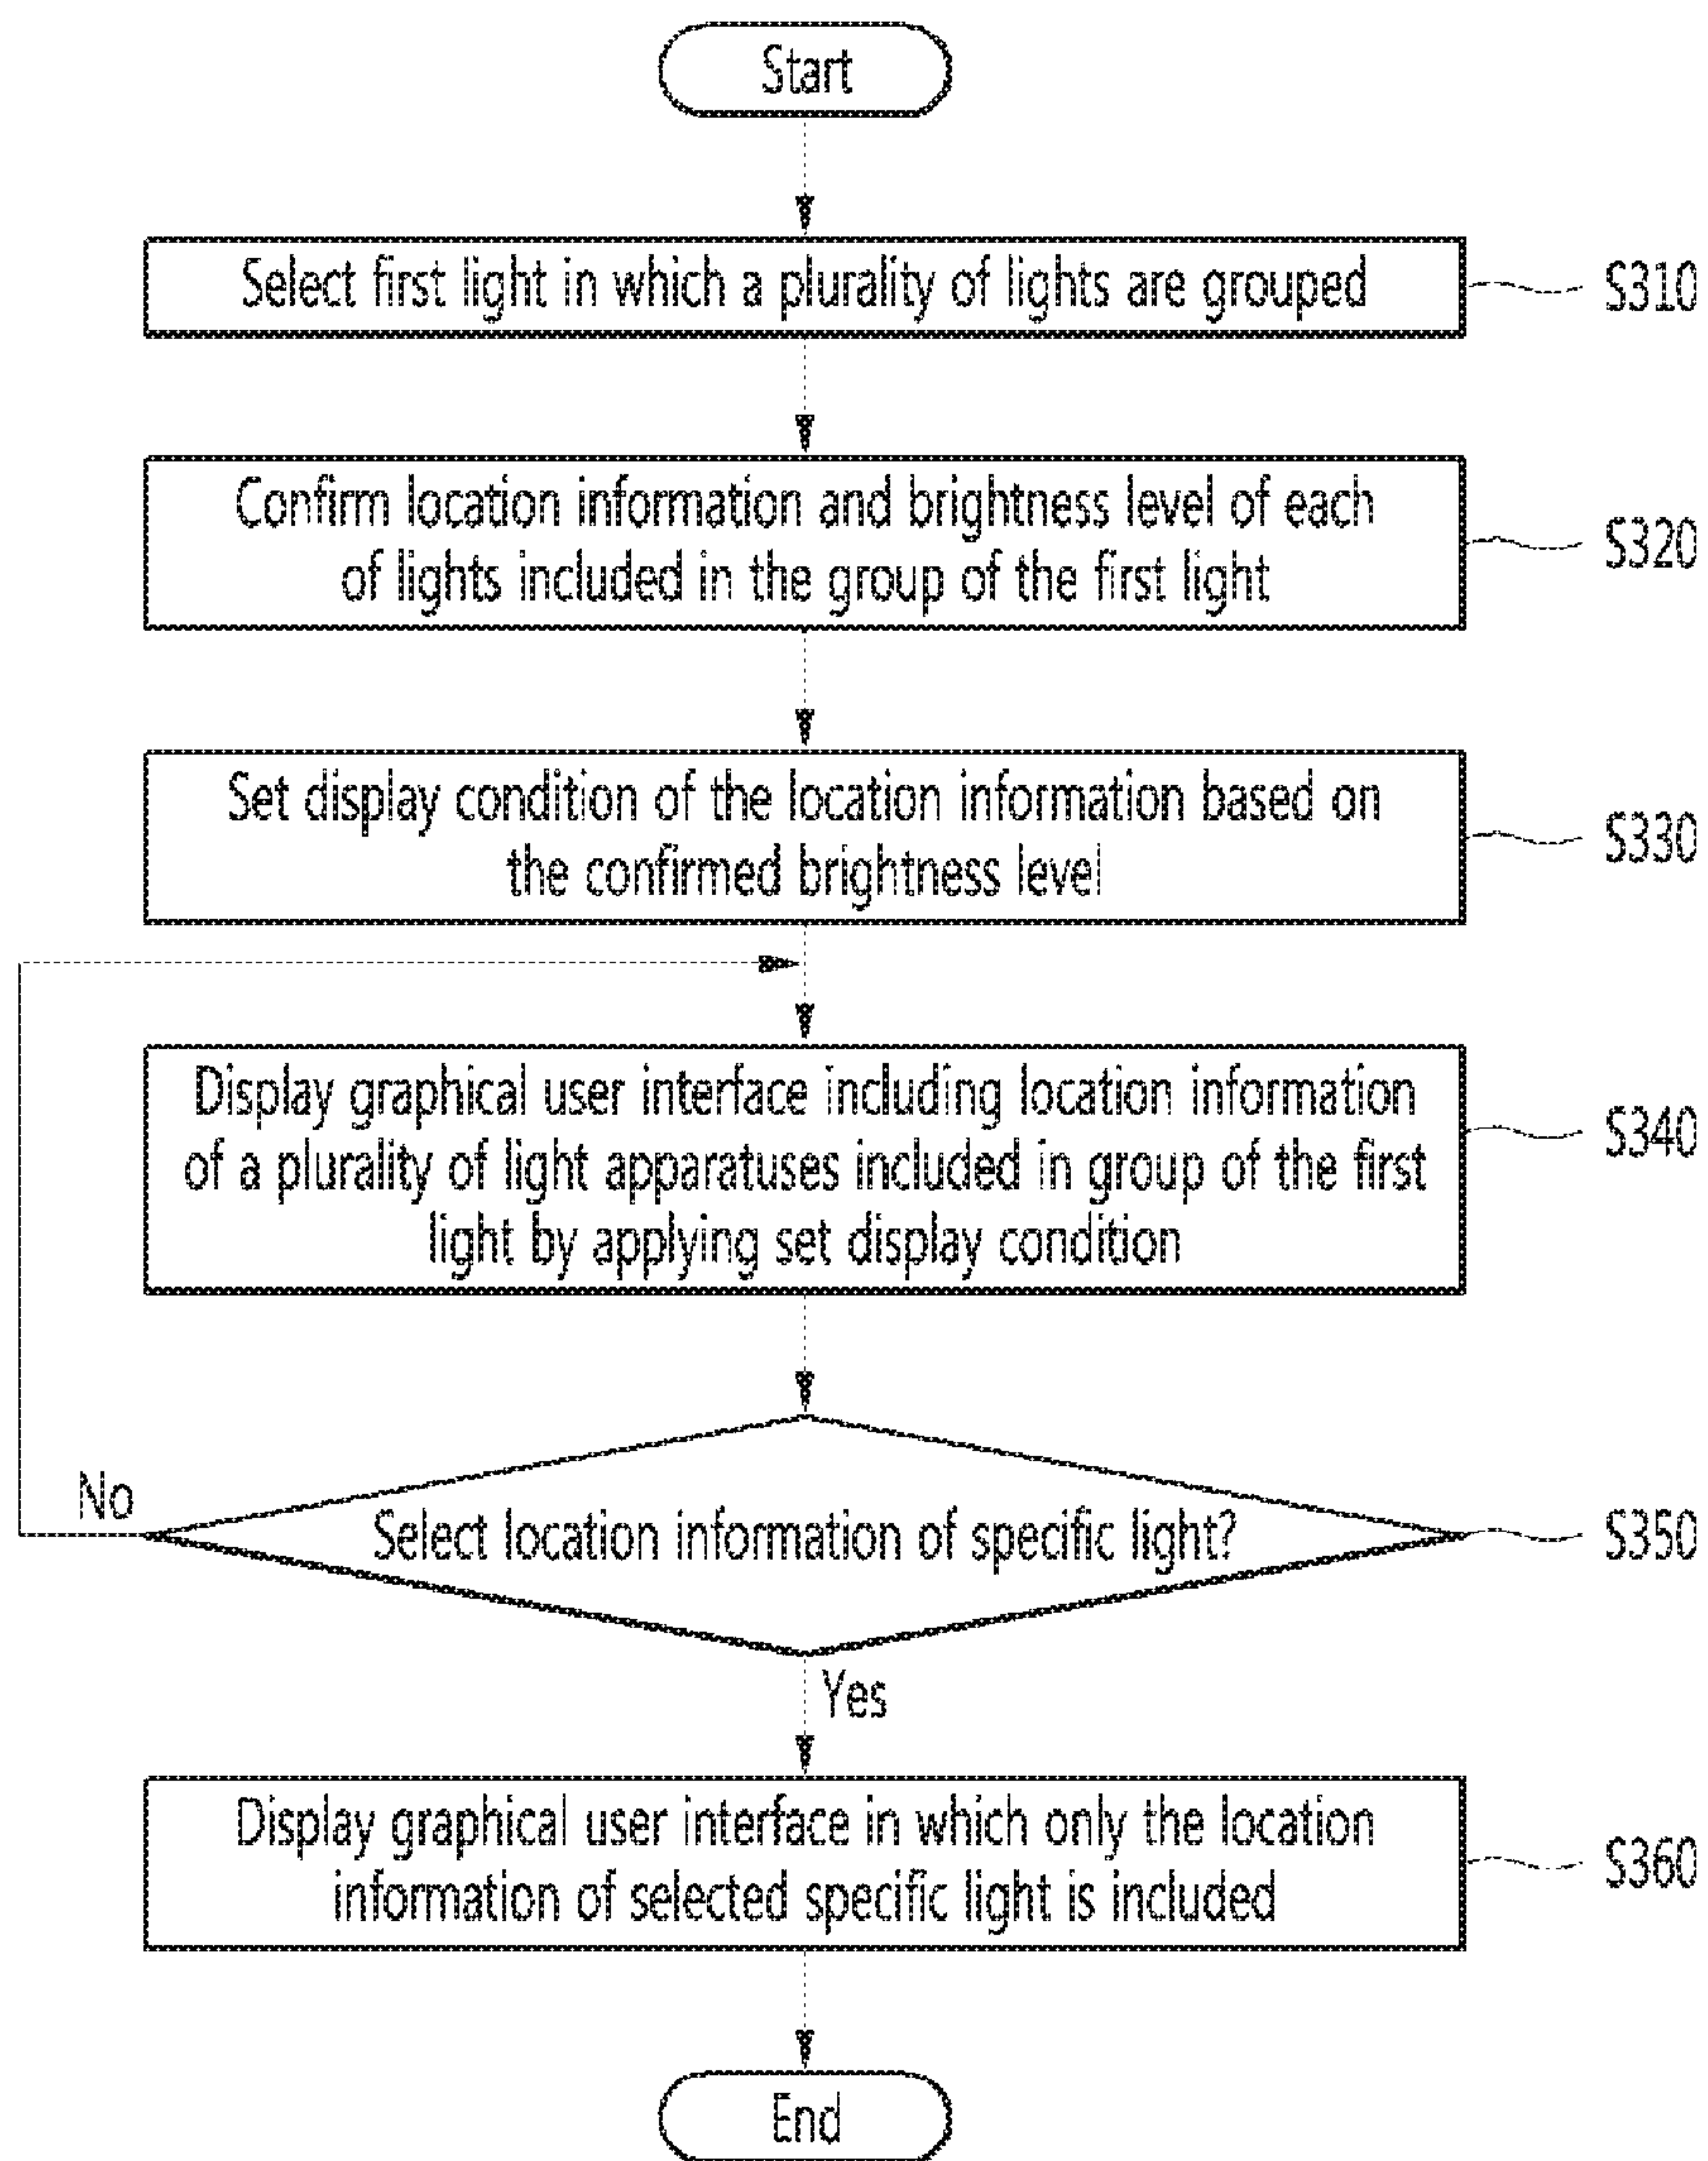 Start
Select first light in which a plurality of lights are grouped
S310
Confirm location information and brightness level of each
of lights included in the group of the first light
S320
Set display condition of the location information based on
the confirmed brightness level
S330
Display graphical user interface including location information
of a plurality of light apparatuses included in group of the first
light by applying set display condition
S340
No
Select location information of specific light?
S350
Yes
Display graphical user interface in which only the location
information of selected specific light is included
S360
End